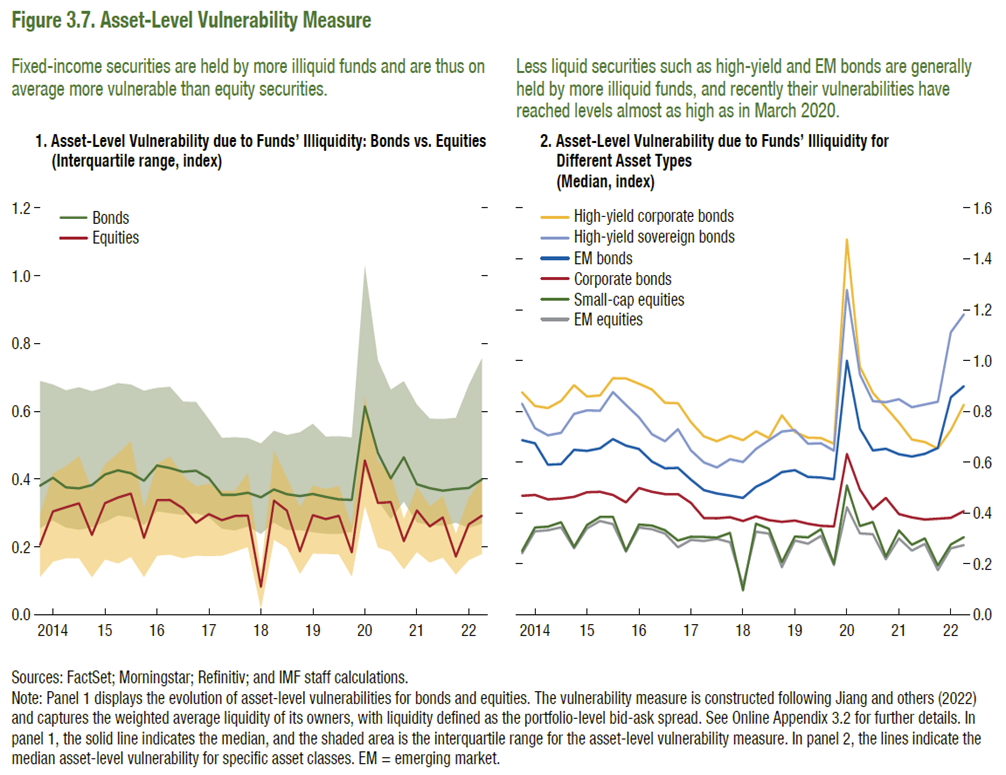 Figure 3.7. Asset-Level Vulnerability Measure
Fixed-income securities are held by more illiquid funds and are thus on
average more vulnerable than equity securities.
1. Asset-Level Vulnerability due to Funds' Illiquidity: Bonds vs. Equities
(Interquartile range, index)
Bonds
Equities
1.2
1.0
0.8
0.6
0.4
0.2
0.0
2014 15 16 17 18 19 20 21 22
Less liquid securities such as high-yield and EM bonds are generally
held by more illiquid funds, and recently their vulnerabilities have
reached levels almost as high as in March 2020.
2. Asset-Level Vulnerability due to Funds' Illiquidity for
Different Asset Types
(Median, index)
High-yield corporate bonds
High-yield sovereign bonds
EM bonds
Corporate bonds
Small-cap equities
EM equities
1.6
1.4
1.2
1.0
0.8
0.6
0.4
0.2
0.0
2014 15 16 17 18 19 20 21 22
Sources: FactSet; Morningstar; Refinitiv; and IMF staff calculations.
Note: Panel 1 displays the evolution of asset-level vulnerabilities for bonds and equities. The vulnerability measure is constructed following Jiang and others (2022)
and captures the weighted average liquidity of its owners, with liquidity defined as the portfolio-level bid-ask spread. See Online Appendix 3.2 for further details. In
panel 1, the solid line indicates the median, and the shaded area is the interquartile range for the asset-level vulnerability measure. In panel 2, the lines indicate the
median asset-level vulnerability for specific asset classes. EM = emerging market.